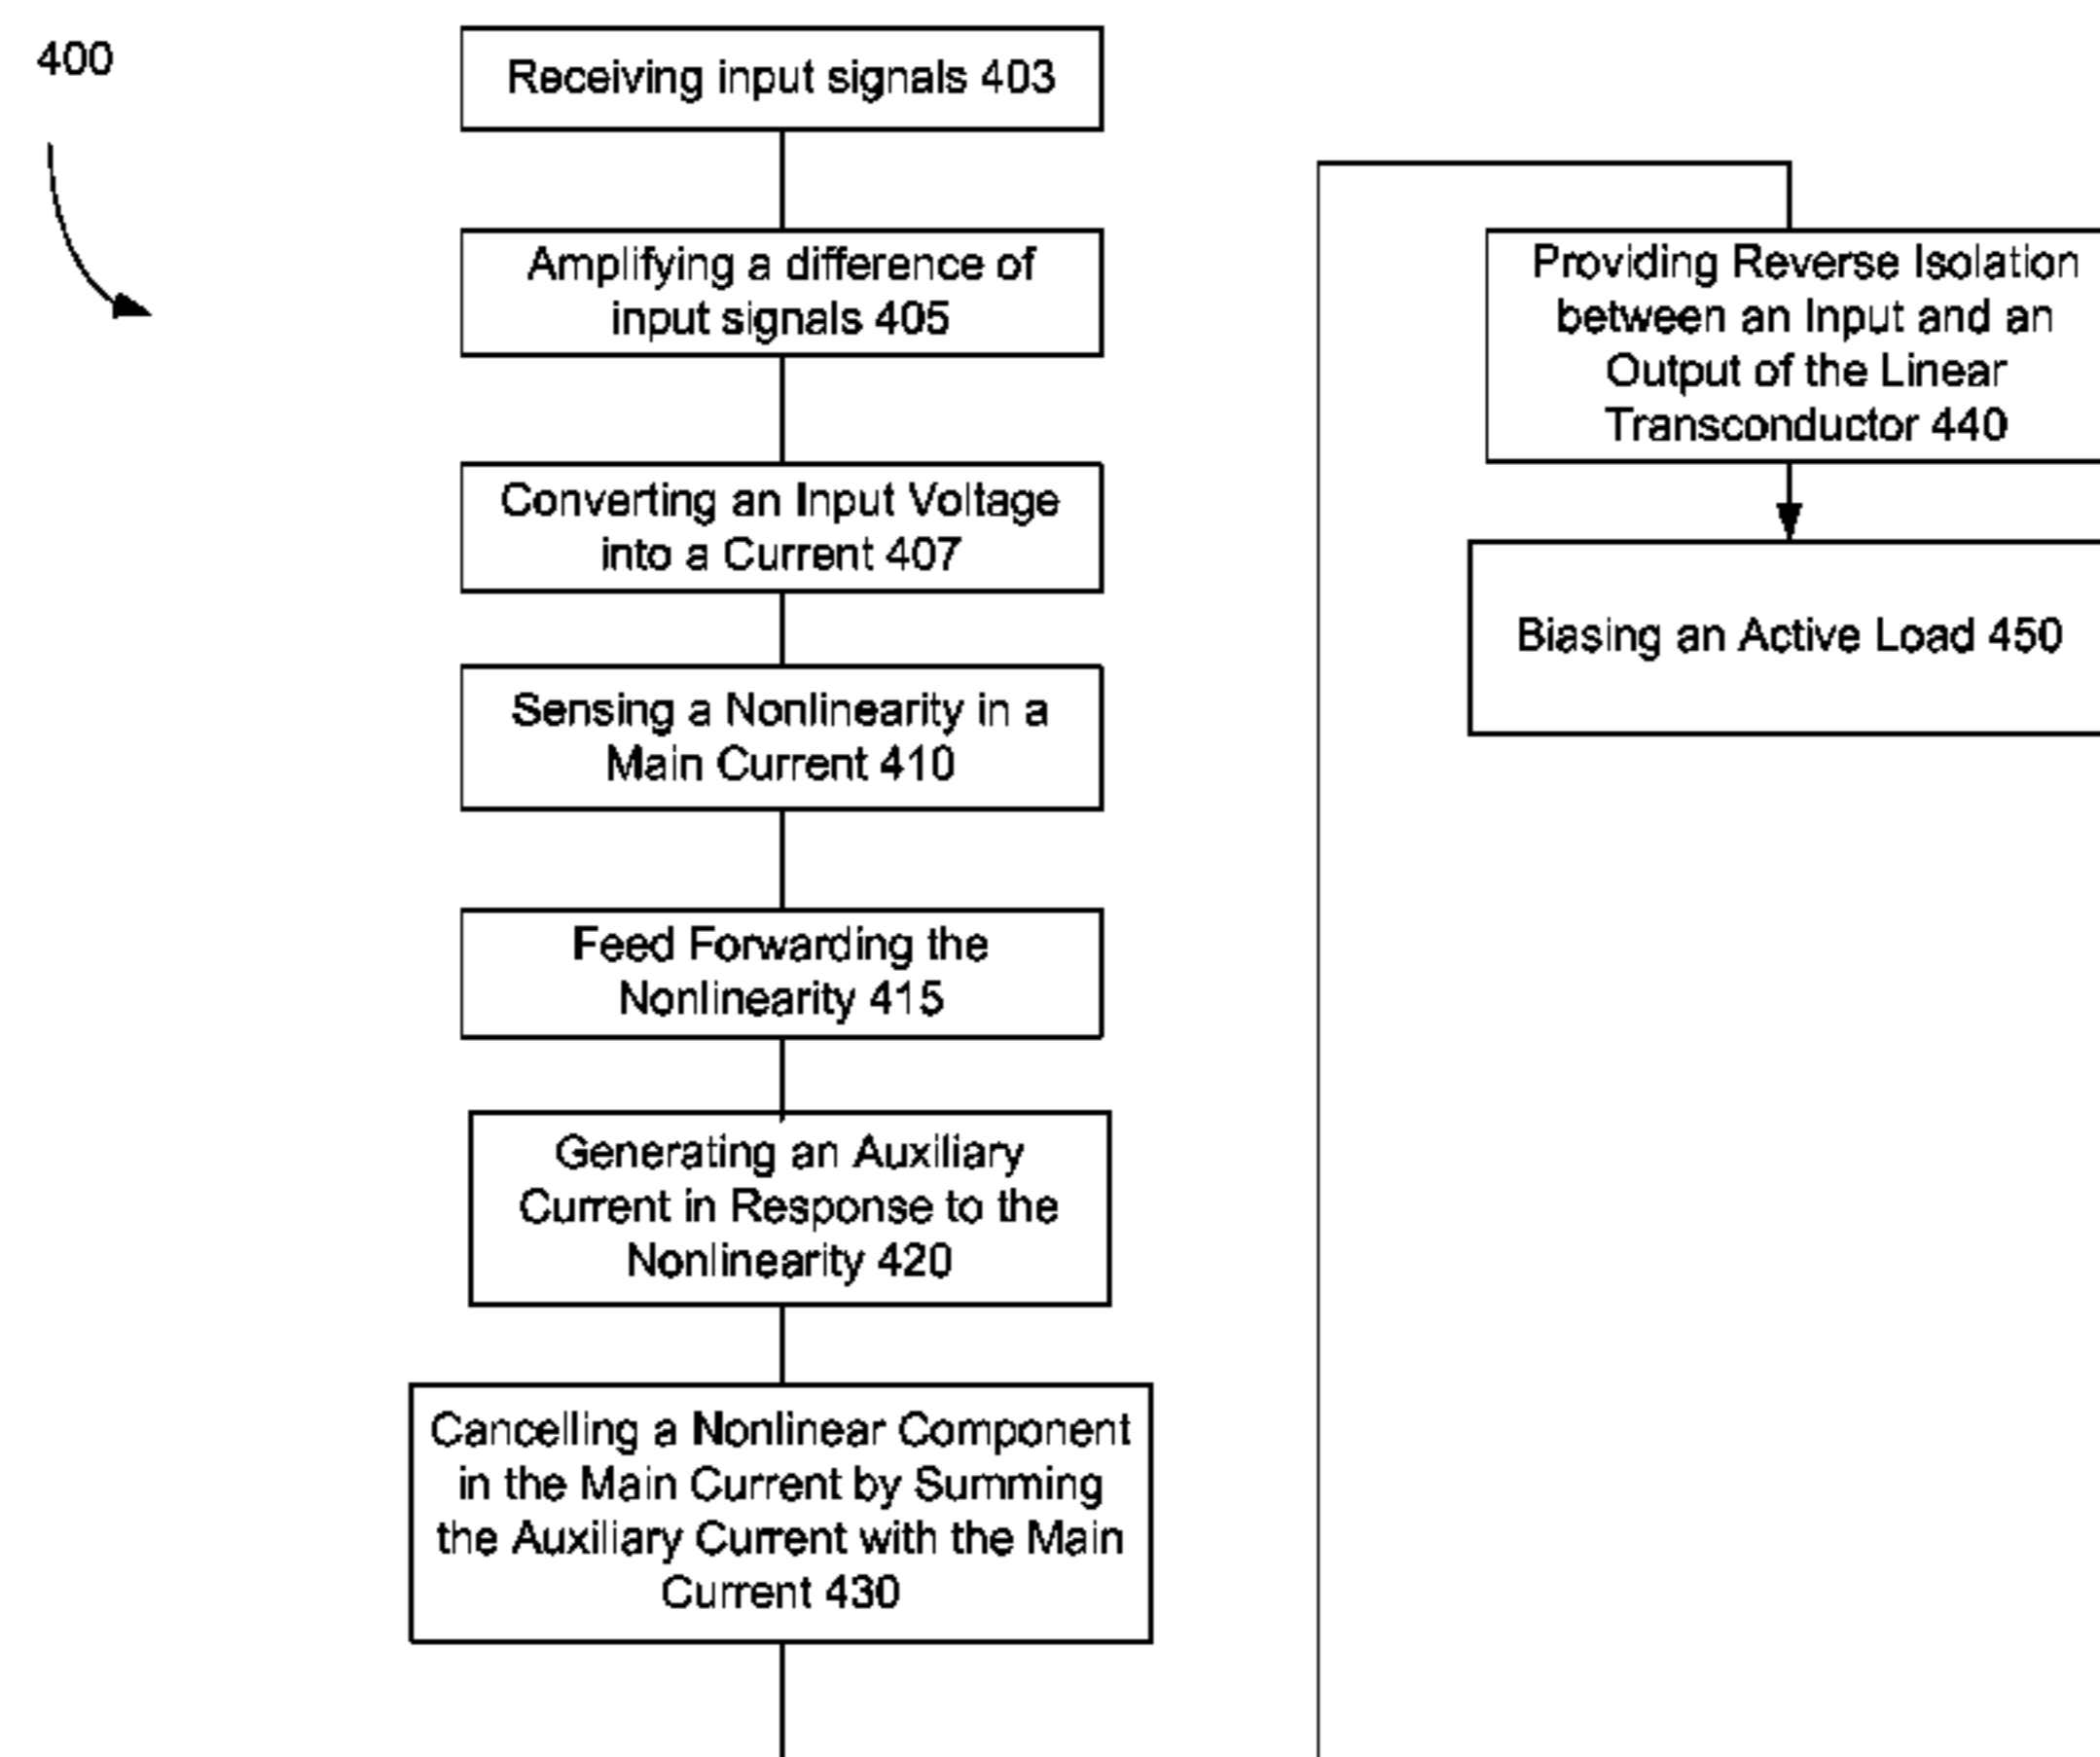 400
Receiving input signals 403
Amplifying a difference of
input signals 405
Converting an Input Voltage
into a Current 407
Sensing a Nonlinearity in a
Main Current 410
Feed Forwarding the
Nonlinearity 415
Generating an Auxiliary
Current in Response to the
Nonlinearity 420
Cancelling a Nonlinear Component
in the Main Current by Summing
the Auxiliary Current with the Main
Current 430
Providing Reverse Isolation
between an Input and an
Output of the Linear
Transconductor 440
Biasing an Active Load 450